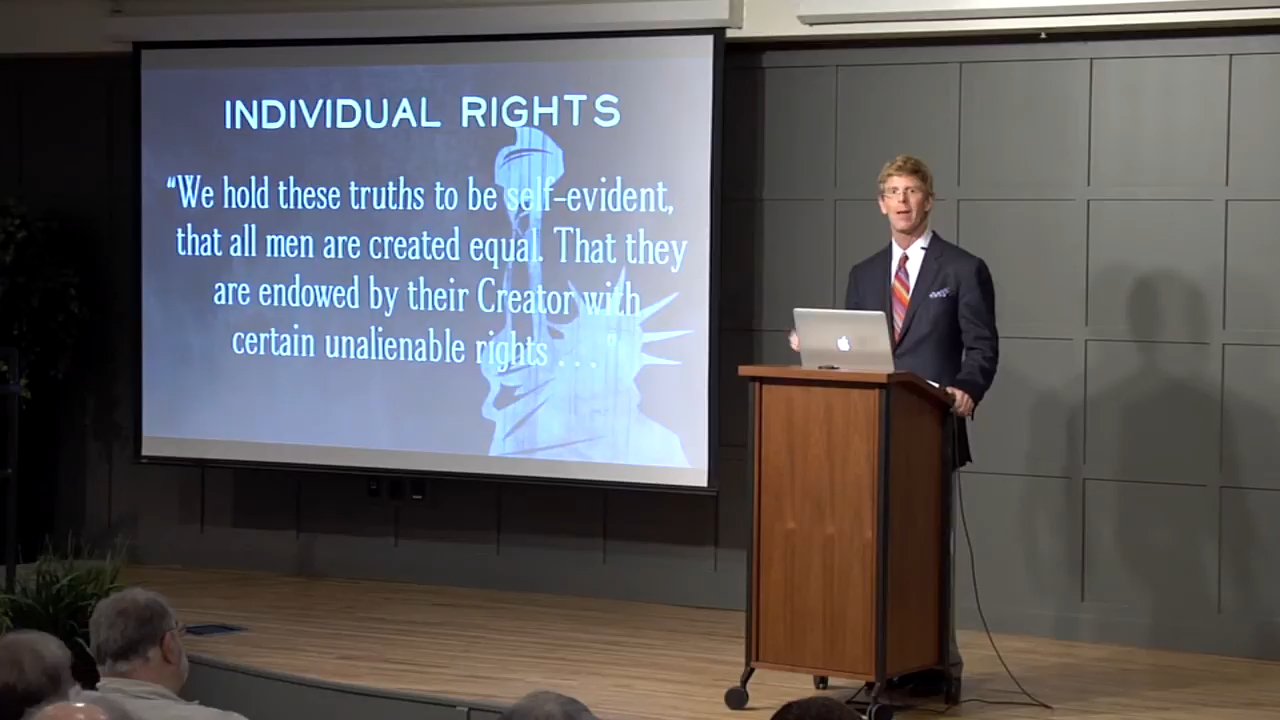 INDIVIDUAL RIGHTS
“We hold these truths to be self-evident,
that all men are created equal. That they
are endowed by their Creator with
certain unalienable rights . . .”